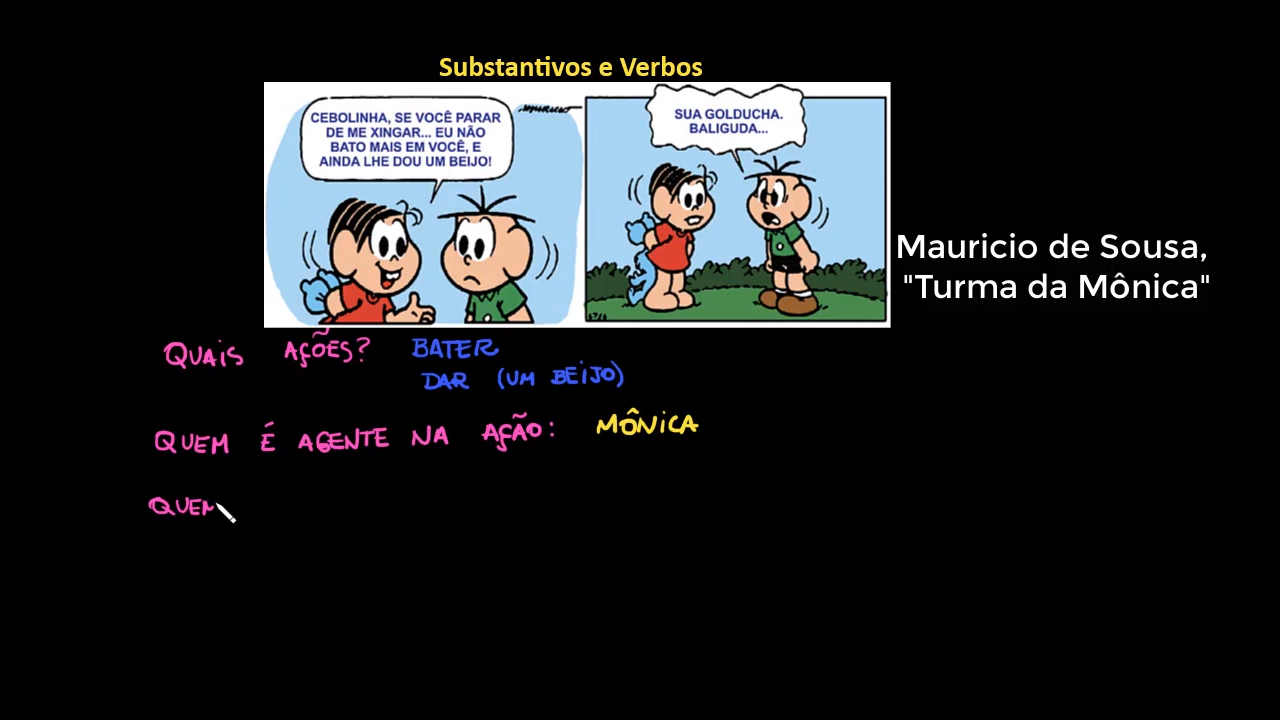 Substantivos e Verbos
CEBOLINHA, SE VOCÊ PARAR
DE ME XINGAR... EU NÃO
BATO MAIS EM VOCÊ, E
AINDA LHE DOU UM BEIJO!
SUA GOLDUCHA.
BALIGUDA...
Mauricio de Sousa,
"Turma da Mônica"
QUAIS AÇÕES? BATER
DAR (UM BEIJO)
QUEM É AGENTE NA AÇÃO: MÔNICA
QUEM